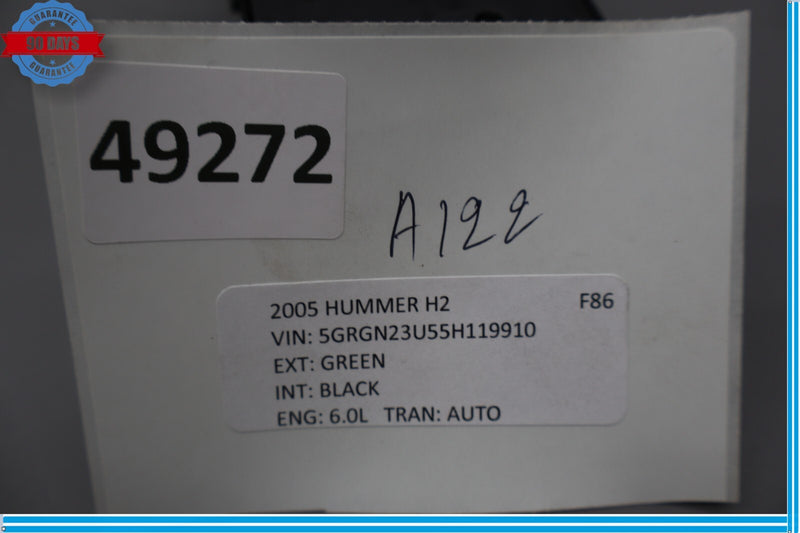 GUARANTEE
90 DAYS
GUARANTEE
49272
A122
2005 HUMMER H2 F86
VIN: 5GRGN23U55H119910
EXT: GREEN
INT: BLACK
ENG: 6.0L TRAN: AUTO